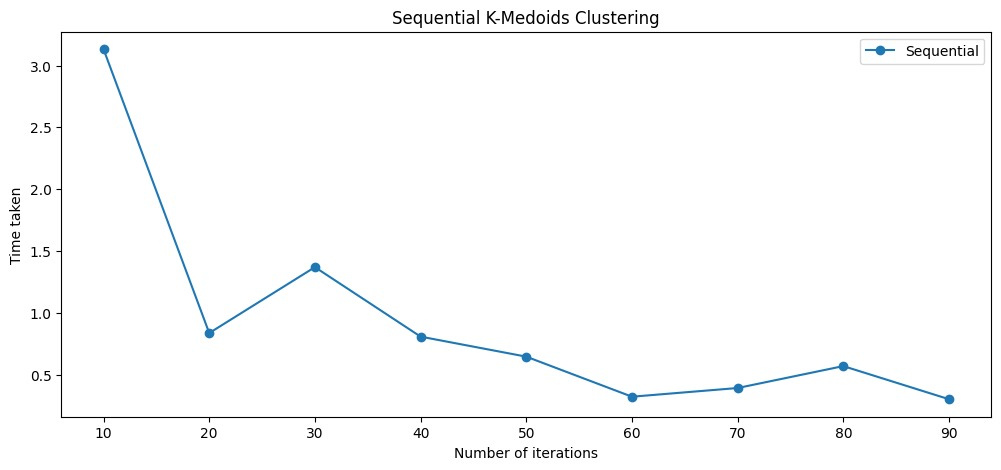 Sequential K-Medoids Clustering
Sequential
Time taken
3.0
2.5
2.0
1.5
1.0
0.5
10 20 30 40 50 60 70 80 90
Number of iterations